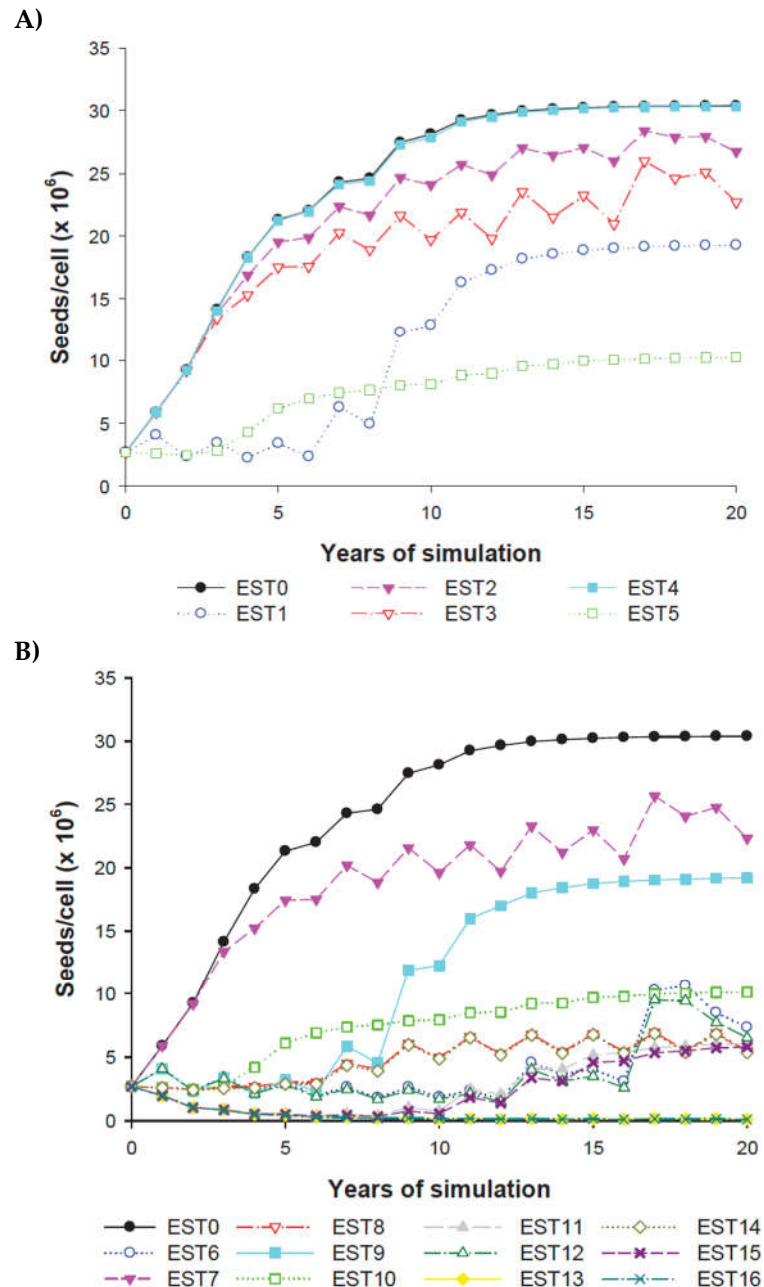 A)
35
30
25
20
15
10
5
0
Seeds/cell (x 10⁶)
0 5 10 15 20
Years of simulation
EST0 EST2 EST4
EST1 EST3 EST5
B)
35
30
25
20
15
10
5
0
Seeds/cell (x 10⁶)
0 5 10 15 20
Years of simulation
EST0 EST8 EST11 EST14
EST6 EST9 EST12 EST15
EST7 EST10 EST13 EST16